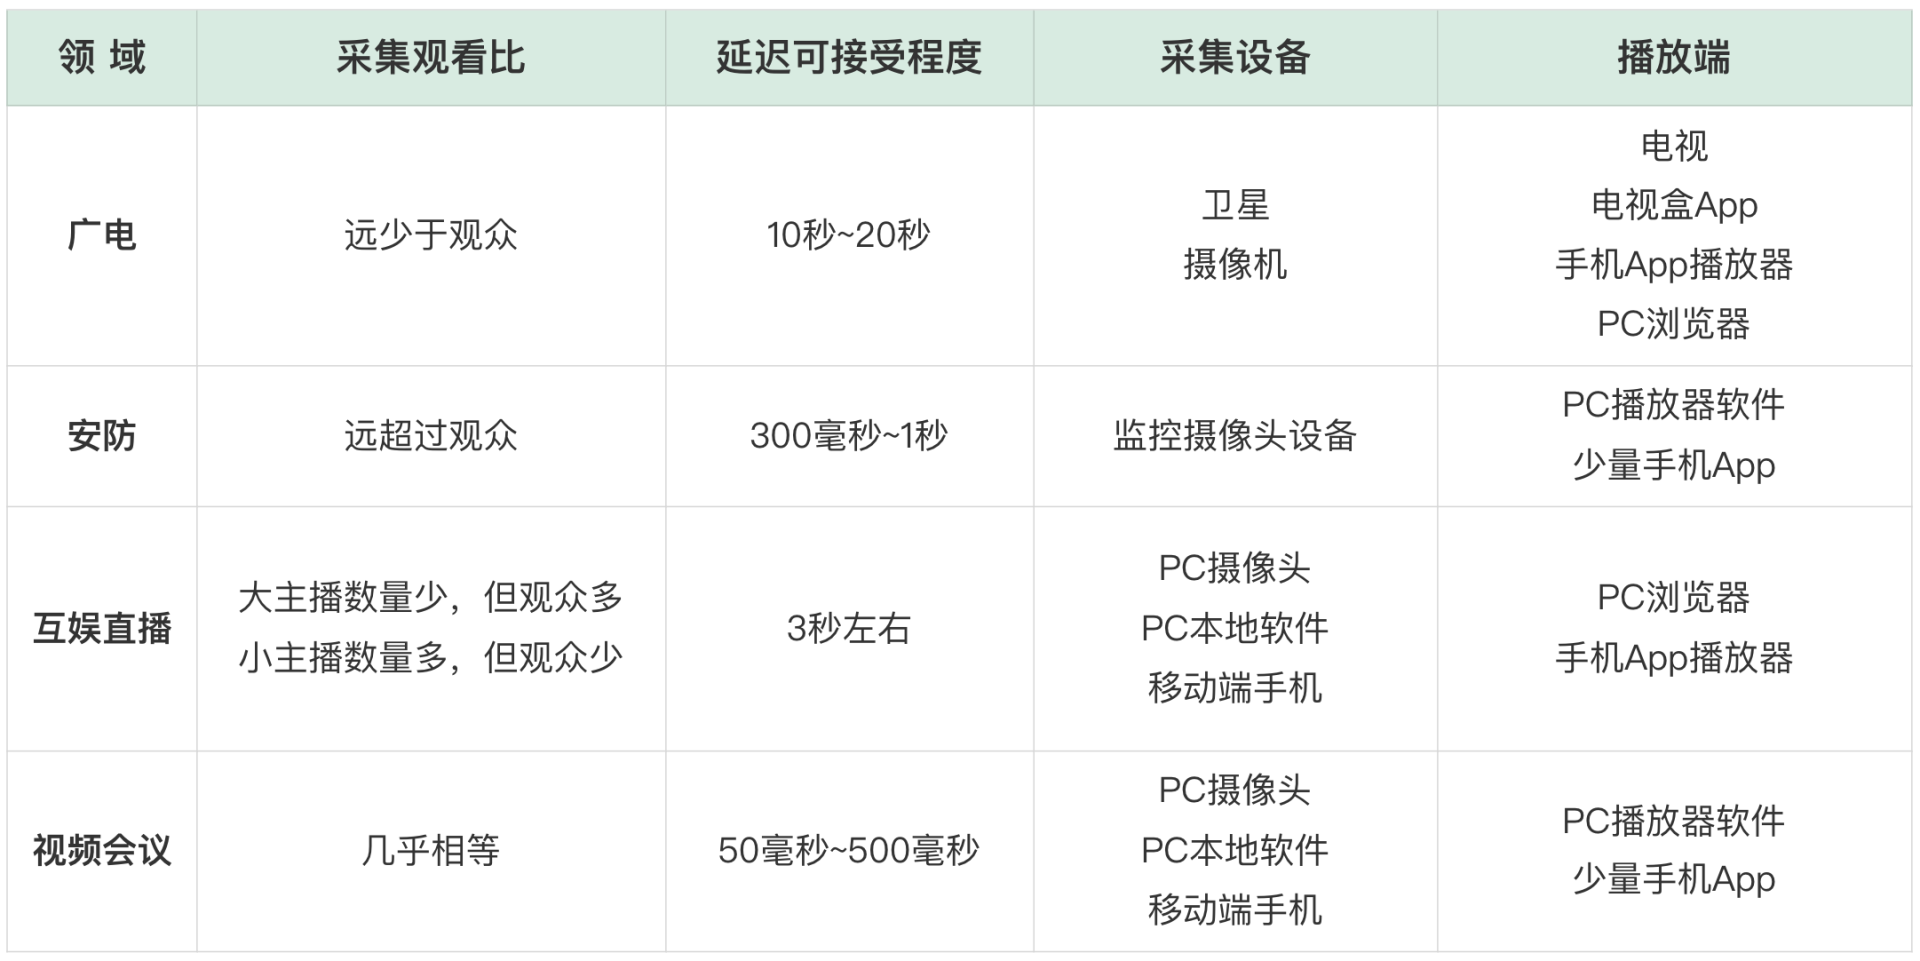 领 域
采集观看比
延迟可接受程度
采集设备
播放端
广电
远少于观众
10秒~20秒
卫星
摄像机
电视
电视盒App
手机App播放器
PC浏览器
安防
远超过观众
300毫秒~1秒
监控摄像头设备
PC播放器软件
少量手机App
互娱直播
大主播数量少，但观众多
小主播数量多，但观众少
3秒左右
PC摄像头
PC本地软件
移动端手机
PC浏览器
手机App播放器
视频会议
几乎相等
50毫秒~500毫秒
PC摄像头
PC本地软件
移动端手机
PC播放器软件
少量手机App